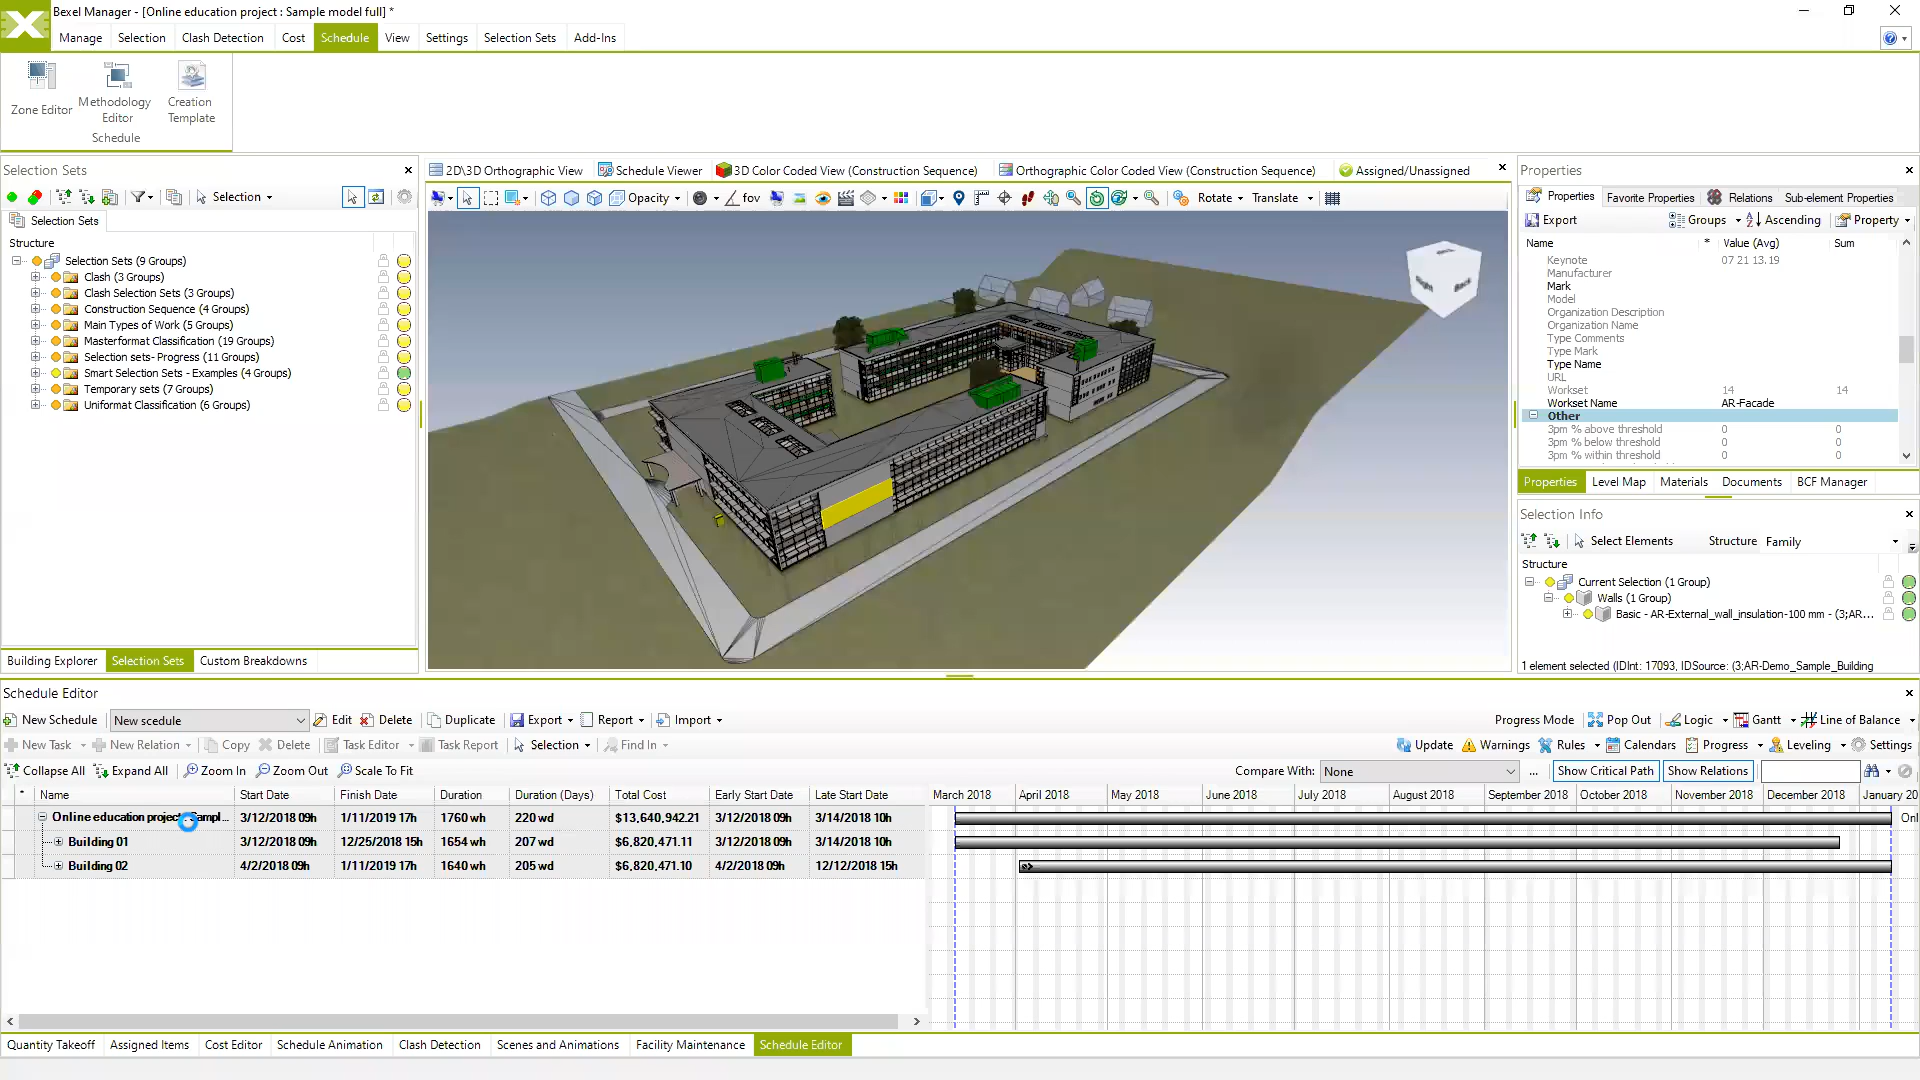 Bexel Manager - [Online education project : Sample model full] *
Manage Selection Clash Detection Cost Schedule View Settings Selection Sets Add-Ins
Zone Editor Methodology Editor Creation Template
Schedule
Selection Sets
Selection
Selection Sets
Structure
Selection Sets (9 Groups)
Clash (3 Groups)
Clash Selection Sets (3 Groups)
Construction Sequence (4 Groups)
Main Types of Work (5 Groups)
Masterformat Classification (19 Groups)
Selection sets- Progress (11 Groups)
Smart Selection Sets - Examples (4 Groups)
Temporary sets (7 Groups)
Uniformat Classification (6 Groups)
Building Explorer Selection Sets Custom Breakdowns
2D\3D Orthographic View Schedule Viewer 3D Color Coded View (Construction Sequence) Orthographic Color Coded View (Construction Sequence) Assigned/Unassigned
Opacity fov Rotate Translate
Right Back
Properties
Properties Favorite Properties Relations Sub-element Properties
Export Groups Ascending Property
Name * Value (Avg) Sum
Keynote 07 21 13.19
Manufacturer
Mark
Model
Organization Description
Organization Name
Type Comments
Type Mark
Type Name
URL
Workset 14 14
Workset Name AR-Facade
Other
3pm % above threshold 0 0
3pm % below threshold 0 0
3pm % within threshold 0 0
Properties Level Map Materials Documents BCF Manager
Selection Info
Select Elements Structure Family
Structure
Current Selection (1 Group)
Walls (1 Group)
Basic - AR-External_wall_insulation-100 mm - (3;AR...
1 element selected (IDInt: 17093, IDSource: (3;AR-Demo_Sample_Building
Schedule Editor
New Schedule New scedule Edit Delete Duplicate Export Report Import Progress Mode Pop Out Logic Gantt Line of Balance
New Task New Relation Copy Delete Task Editor Task Report Selection Find In Update Warnings Rules Calendars Progress Leveling Settings
Collapse All Expand All Zoom In Zoom Out Scale To Fit Compare With: None ... Show Critical Path Show Relations
* Name Start Date Finish Date Duration Duration (Days) Total Cost Early Start Date Late Start Date March 2018 April 2018 May 2018 June 2018 July 2018 August 2018 September 2018 October 2018 November 2018 December 2018 January 20
Online education project : Sampl... 3/12/2018 09h 1/11/2019 17h 1760 wh 220 wd $13,640,942.21 3/12/2018 09h 3/14/2018 10h Onl
Building 01 3/12/2018 09h 12/25/2018 15h 1654 wh 207 wd $6,820,471.11 3/12/2018 09h 3/14/2018 10h
Building 02 4/2/2018 09h 1/11/2019 17h 1640 wh 205 wd $6,820,471.10 4/2/2018 09h 12/12/2018 15h
Quantity Takeoff Assigned Items Cost Editor Schedule Animation Clash Detection Scenes and Animations Facility Maintenance Schedule Editor